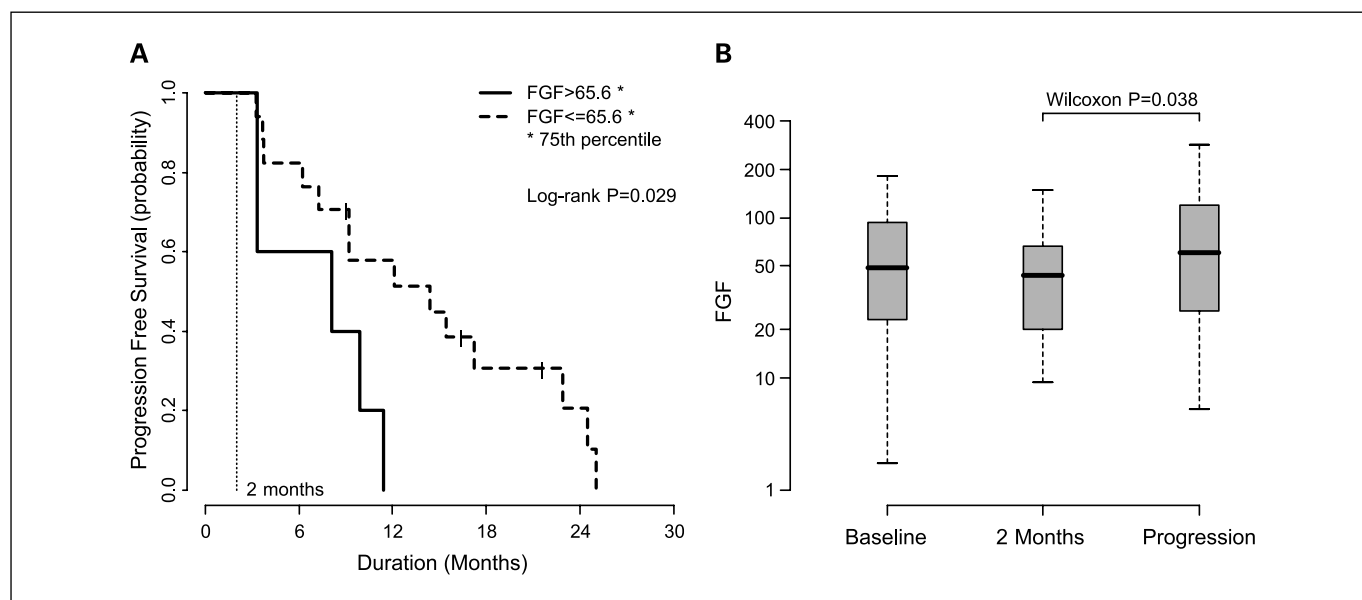 A
Progression Free Survival (probability)
1.0
0.8
0.6
0.4
0.2
0.0
FGF>65.6 *
FGF<=65.6 *
* 75th percentile
Log-rank P=0.029
2 months
0 6 12 18 24 30
Duration (Months)
B
Wilcoxon P=0.038
FGF
400
200
100
50
20
10
1
Baseline 2 Months Progression